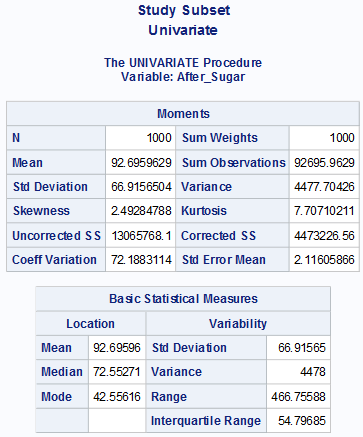 Study Subset
Univariate
The UNIVARIATE Procedure
Variable: After_Sugar
Moments
N 1000 Sum Weights 1000
Mean 92.6959629 Sum Observations 92695.9629
Std Deviation 66.9156504 Variance 4477.70426
Skewness 2.49284788 Kurtosis 7.70710211
Uncorrected SS 13065768.1 Corrected SS 4473226.56
Coeff Variation 72.1883114 Std Error Mean 2.11605866
Basic Statistical Measures
Location Variability
Mean 92.69596 Std Deviation 66.91565
Median 72.55271 Variance 4478
Mode 42.55616 Range 466.75588
Interquartile Range 54.79685